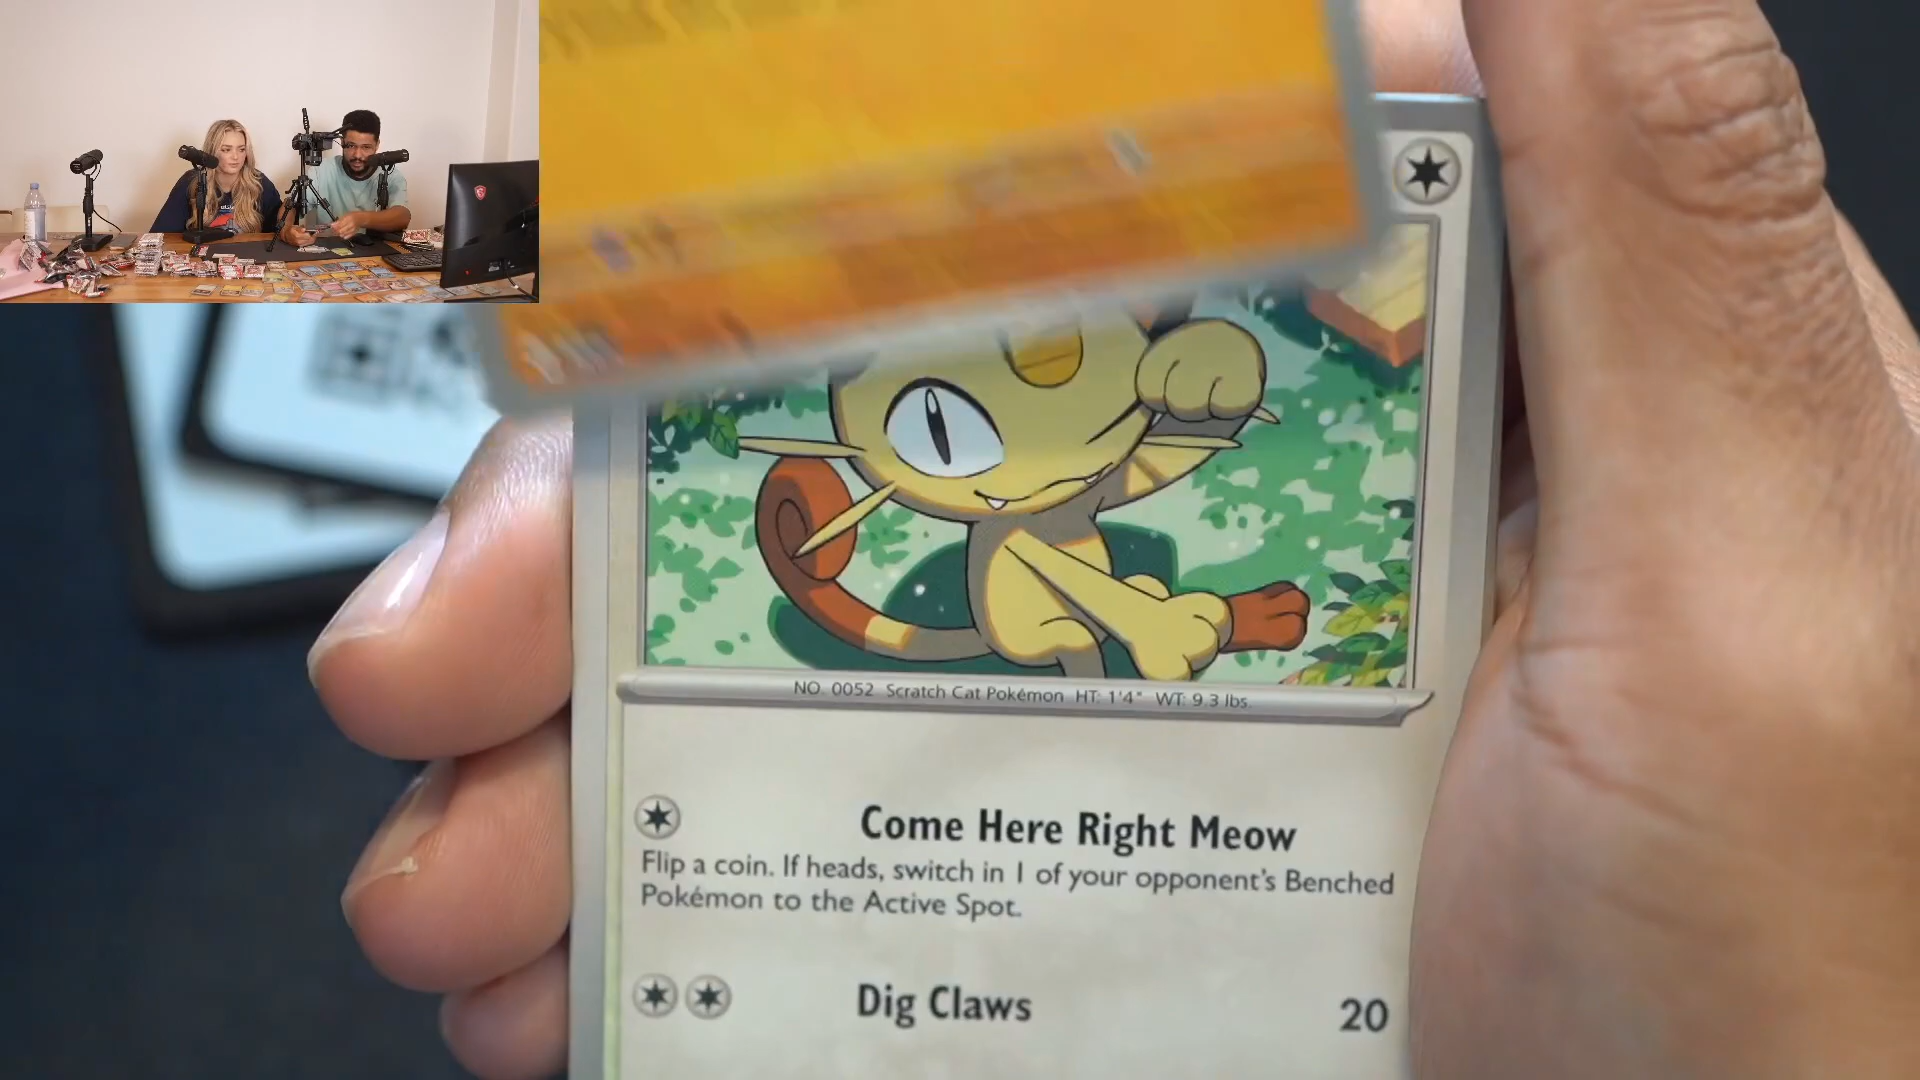 NO. 0052 Scratch Cat Pokémon HT: 1'4" WT: 9.3 lbs.
Come Here Right Meow
Flip a coin. If heads, switch in 1 of your opponent's Benched
Pokémon to the Active Spot.
Dig Claws 20